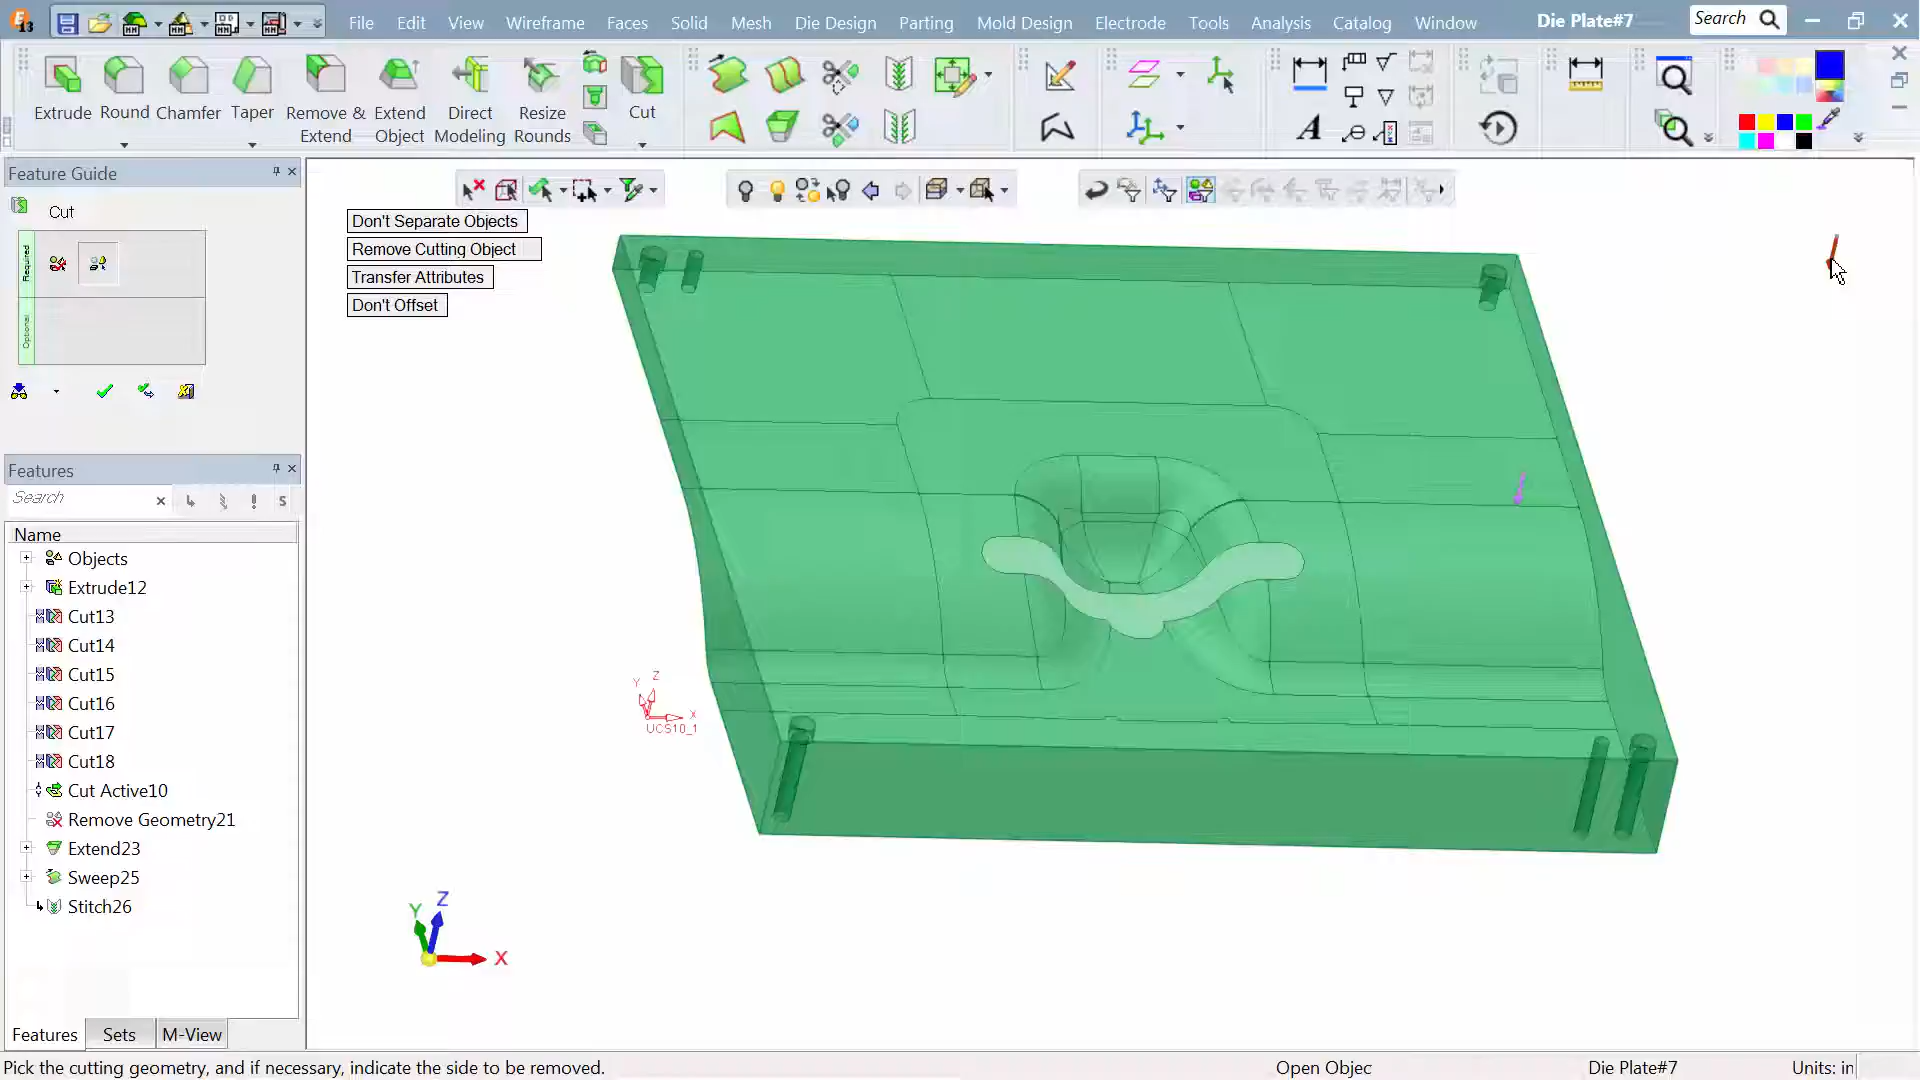 File Edit View Wireframe Faces Solid Mesh Die Design Parting Mold Design Electrode Tools Analysis Catalog Window Die Plate#7 Search
Extrude Round Chamfer Taper Remove & Extend Extend Object Direct Modeling Resize Rounds Cut
Feature Guide
Cut
Required
Optional
Don't Separate Objects
Remove Cutting Object
Transfer Attributes
Don't Offset
Features
Search
S
Name
Objects
Extrude12
Cut13
Cut14
Cut15
Cut16
Cut17
Cut18
Cut Active10
Remove Geometry21
Extend23
Sweep25
Stitch26
Y Z X
UCS10_1
Y Z X
Features Sets M-View
Pick the cutting geometry, and if necessary, indicate the side to be removed. Open Objec Die Plate#7 Units: in